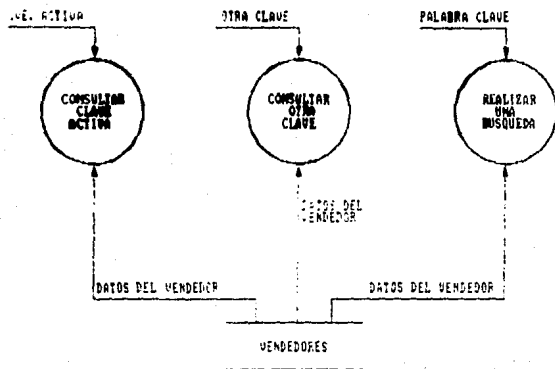 ACTIVA
OTRA CLAVE
PALABRA CLAVE
CONSULTAR
CLAVE
ACTIVA
CONSULTAR
OTRA
CLAVE
REALIZAR
UNA
BUSQUEDA
DATOS DEL
VENDEDOR
DATOS DEL VENDEDOR
DATOS DEL VENDEDOR
VENDEDORES